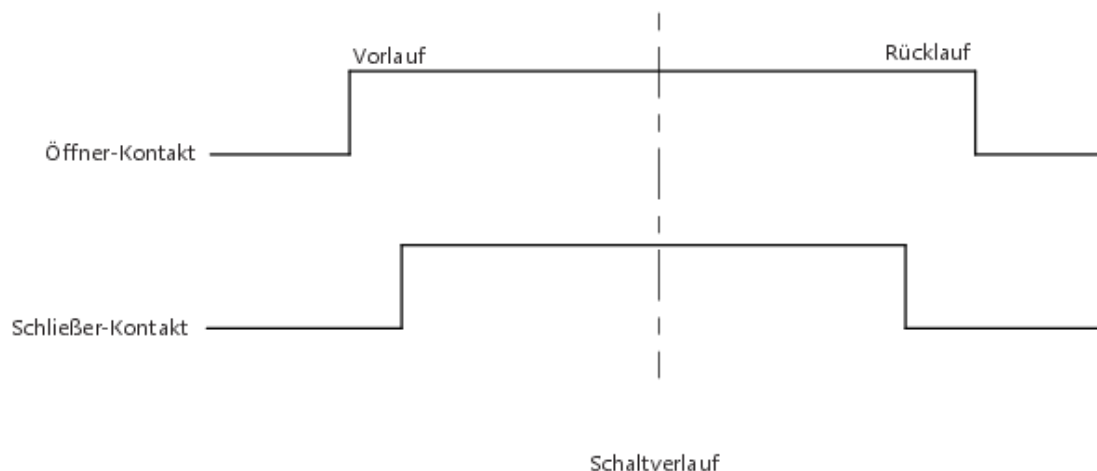 Vorlauf
Rücklauf
Öffner-Kontakt
Schließer-Kontakt
Schaltverlauf